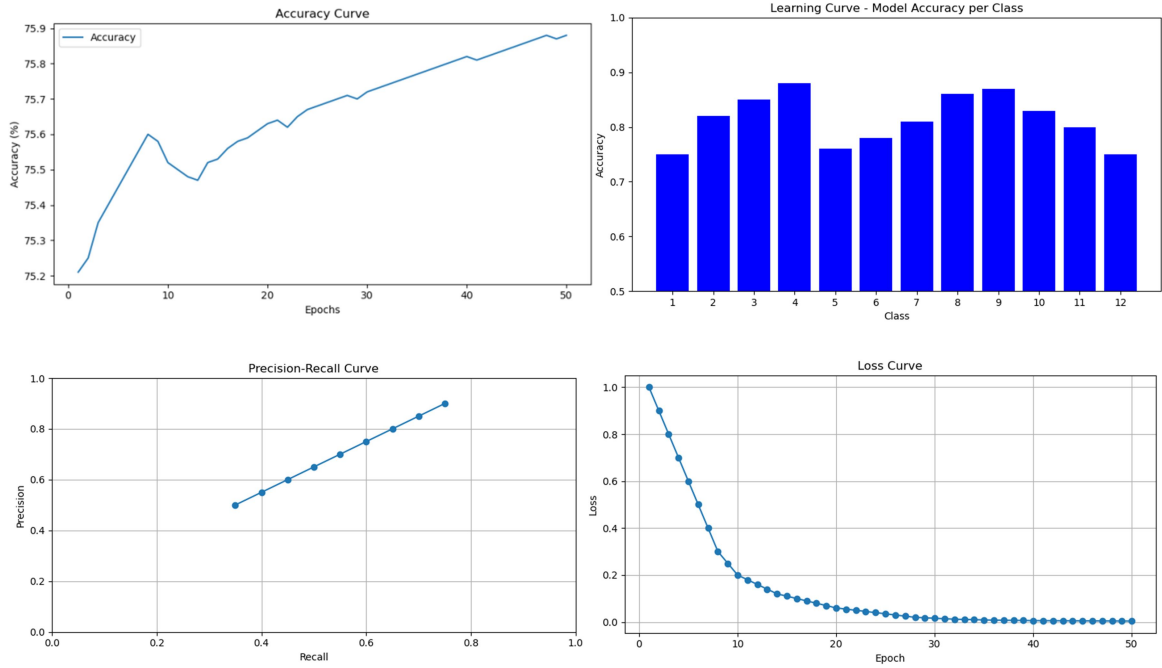 Accuracy Curve
Accuracy
75.9
75.8
75.7
75.6
75.5
75.4
75.3
75.2
Accuracy (%)
0 10 20 30 40 50
Epochs
Learning Curve - Model Accuracy per Class
1.0
0.9
0.8
0.7
0.6
0.5
Accuracy
1 2 3 4 5 6 7 8 9 10 11 12
Class
Precision-Recall Curve
1.0
0.8
0.6
0.4
0.2
0.0
Precision
0.0 0.2 0.4 0.6 0.8 1.0
Recall
Loss Curve
1.0
0.8
0.6
0.4
0.2
0.0
Loss
0 10 20 30 40 50
Epoch